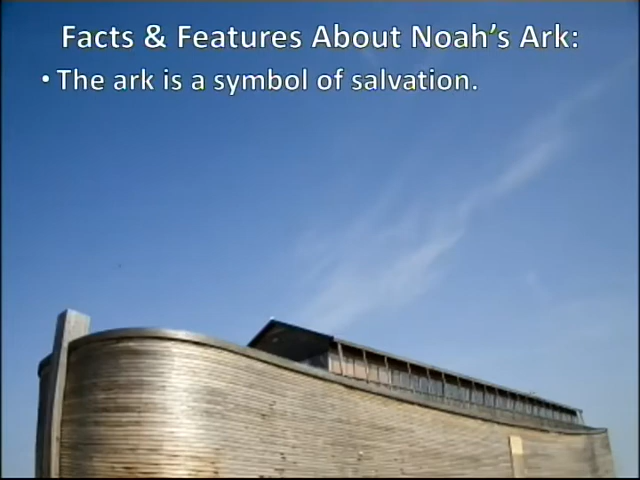 Facts & Features About Noah's Ark:
• The ark is a symbol of salvation.